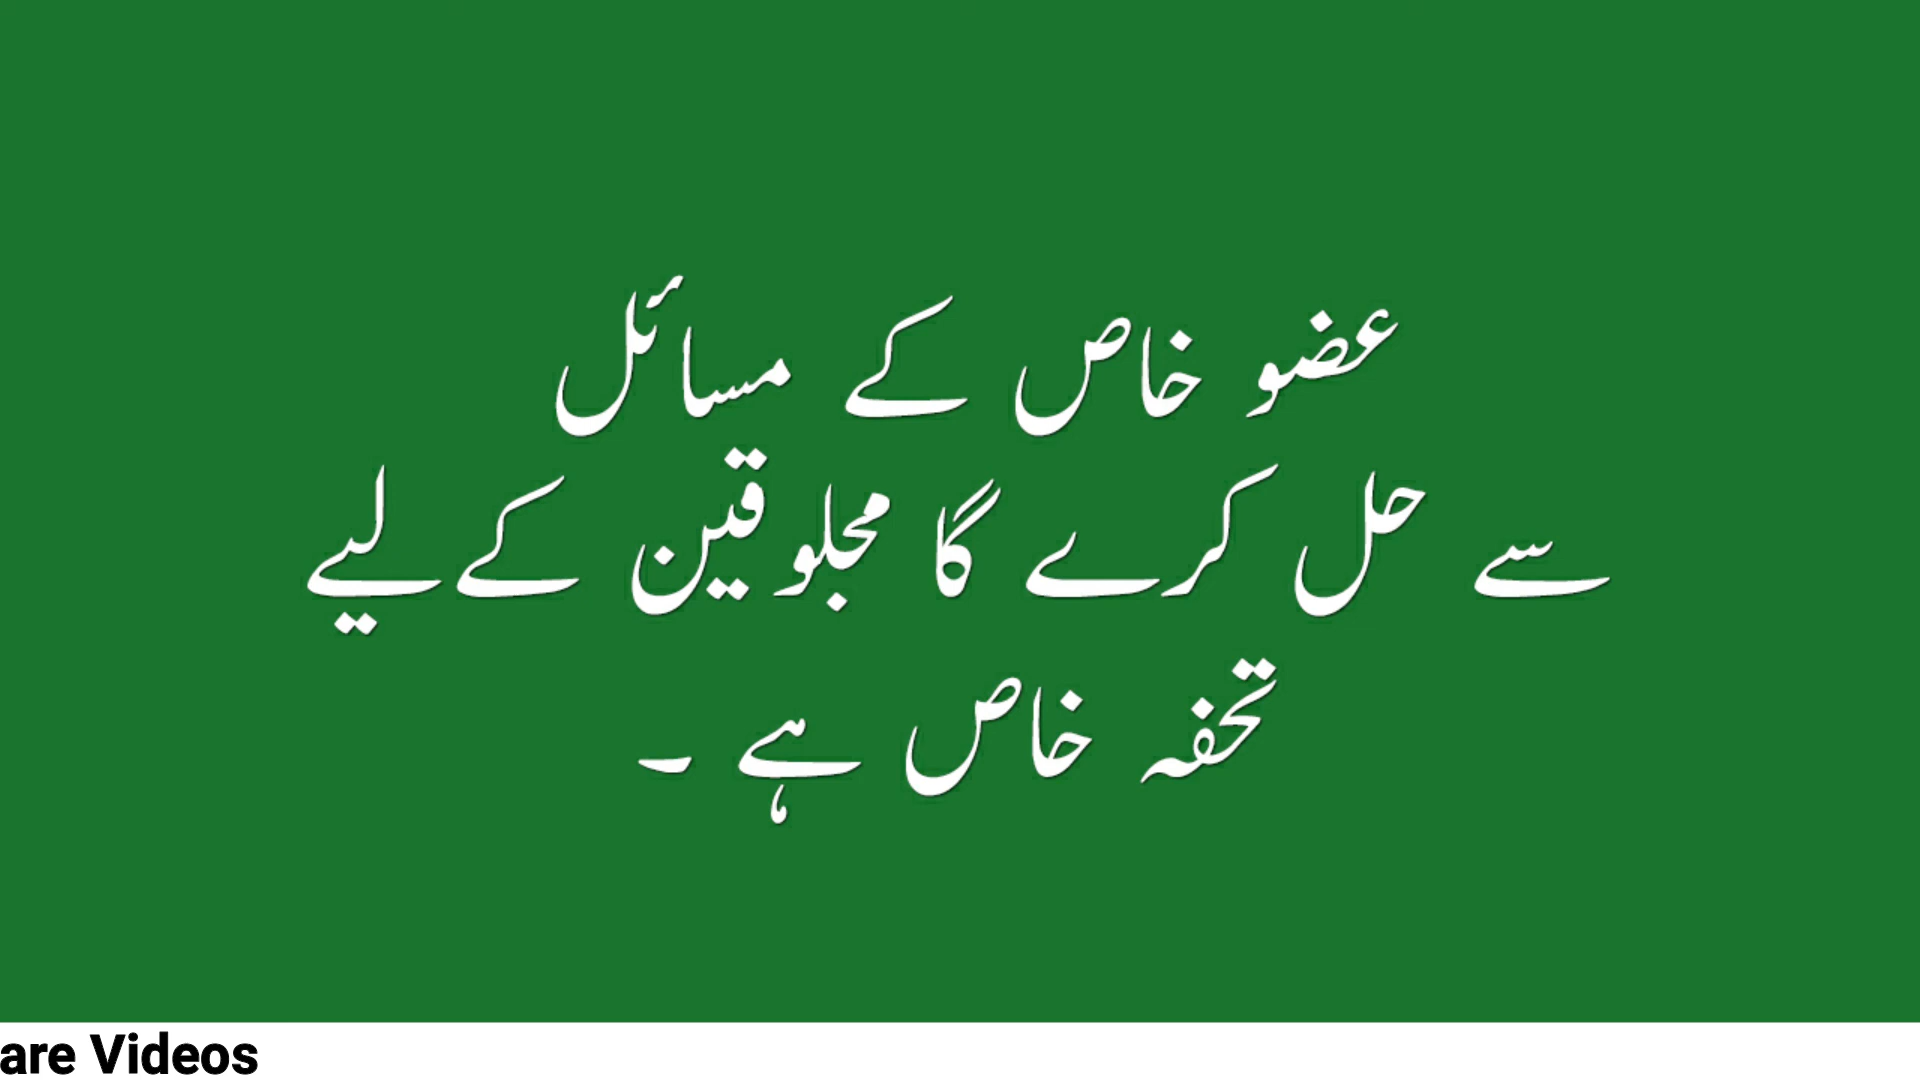 عضو خاص کے مسائل
سے حل کرے گا مجلوقین کے لیے
تحفہ خاص ہے ۔
are Videos